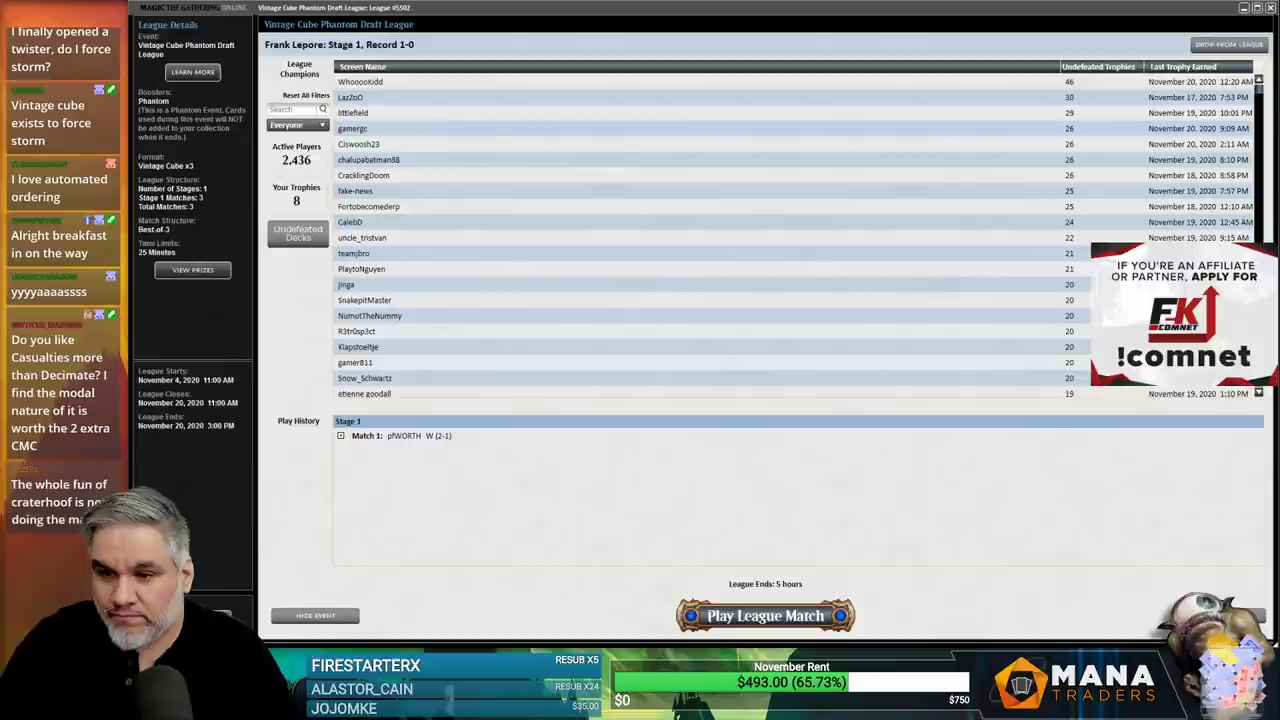 MAGIC THE GATHERING ONLINE
Vintage Cube Phantom Draft League: League #5502
I finally opened a
twister, do I force
storm?
Vintage cube
exists to force
storm
I love automated
ordering
Alright breakfast
in on the way
yyyyaaaassss
Do you like
Casualties more
than Decimate? I
find the modal
nature of it is
worth the 2 extra
CMC
The whole fun of
craterhoof is no
doing the ma
League Details
Event:
Vintage Cube Phantom Draft
League
LEARN MORE
Boosters:
Phantom
(This is a Phantom Event. Cards
used during this event will NOT
be added to your collection
when it ends.)
Format:
Vintage Cube x3
League Structure:
Number of Stages: 1
Stage 1 Matches: 3
Total Matches: 3
Match Structure:
Best-of-3
Time Limits:
25 Minutes
VIEW PRIZES
League Starts:
November 4, 2020 11:00 AM
League Closes:
November 20, 2020 11:00 AM
League Ends:
November 20, 2020 3:00 PM
Vintage Cube Phantom Draft League
Frank Lepore: Stage 1, Record 1-0
DROP FROM LEAGUE
League
Champions
Reset All Filters
Search
Everyone
Active Players
2,436
Your Trophies
8
Undefeated
Decks
Screen Name Undefeated Trophies Last Trophy Earned
WhooooKidd 46 November 20, 2020 12:20 AM
LazZoO 30 November 17, 2020 7:53 PM
littlefield 29 November 19, 2020 10:01 PM
gamergc 26 November 20, 2020 9:09 AM
CJswoosh23 26 November 20, 2020 2:11 AM
chalupabatman88 26 November 19, 2020 8:10 PM
CracklingDoom 26 November 18, 2020 8:58 PM
fake-news 25 November 19, 2020 7:57 PM
Fortobecomederp 25 November 18, 2020 12:10 AM
CalebD 24 November 19, 2020 12:45 AM
uncle_tristvan 22 November 19, 2020 9:15 AM
teamjbro 21
PlaytoNguyen 21
Jinga 20
SnakepitMaster 20
NumotTheNummy 20
R3tr0sp3ct 20
Klapstoeltje 20
gamer811 20
Snow_Schwartz 20
etienne goodall 19 November 19, 2020 1:10 PM
IF YOU'RE AN AFFILIATE
OR PARTNER, APPLY FOR
F2K
.COMNET
!comnet
Play History
Stage 1
Match 1: pfWORTH W (2-1)
League Ends: 5 hours
HIDE EVENT
Play League Match
FIRESTARTERX RESUB X5
ALASTOR_CAIN RESUB X24
JOJOMKE $35.00
November Rent
$493.00 (65.73%)
$0 $750
MANA
TRADERS